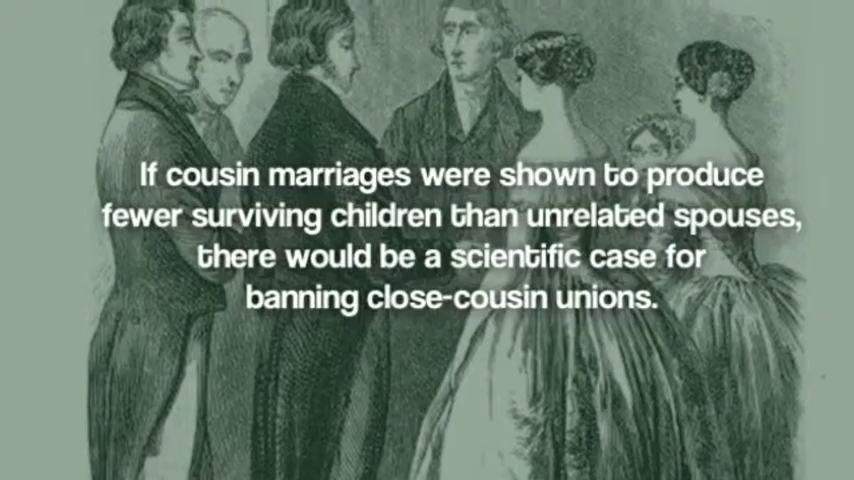 If cousin marriages were shown to produce
fewer surviving children than unrelated spouses,
there would be a scientific case for
banning close-cousin unions.